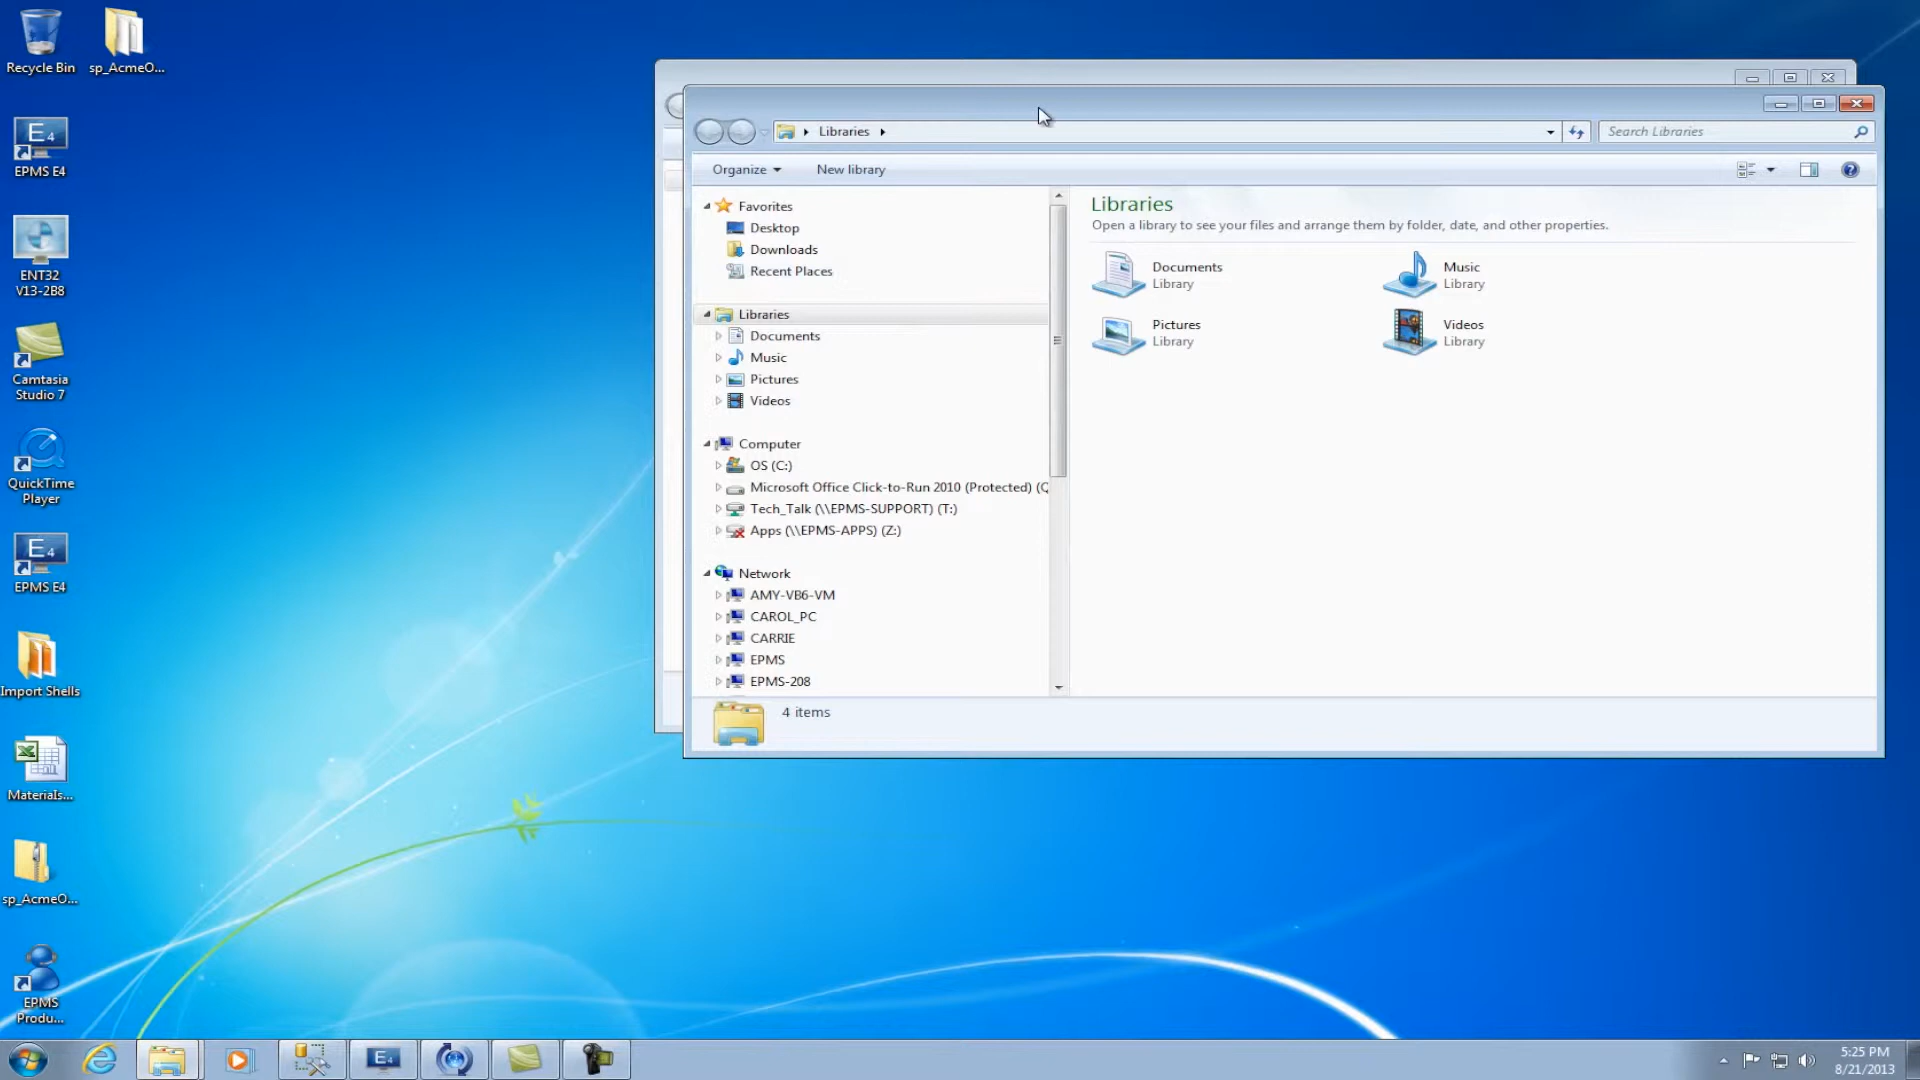 Recycle Bin
sp_AcmeO...
E4
EPMS E4
ENT32
V13-2B8
Camtasia
Studio 7
QuickTime
Player
E4
EPMS E4
Import Shells
Materials...
sp_AcmeO...
EPMS
Produ...
Libraries
Search Libraries
Organize
New library
Favorites
Desktop
Downloads
Recent Places
Libraries
Documents
Music
Pictures
Videos
Computer
OS (C:)
Microsoft Office Click-to-Run 2010 (Protected) (Q
Tech_Talk (\\EPMS-SUPPORT) (T:)
Apps (\\EPMS-APPS) (Z:)
Network
AMY-VB6-VM
CAROL_PC
CARRIE
EPMS
EPMS-208
Libraries
Open a library to see your files and arrange them by folder, date, and other properties.
Documents
Library
Music
Library
Pictures
Library
Videos
Library
4 items
E4
5:25 PM
8/21/2013